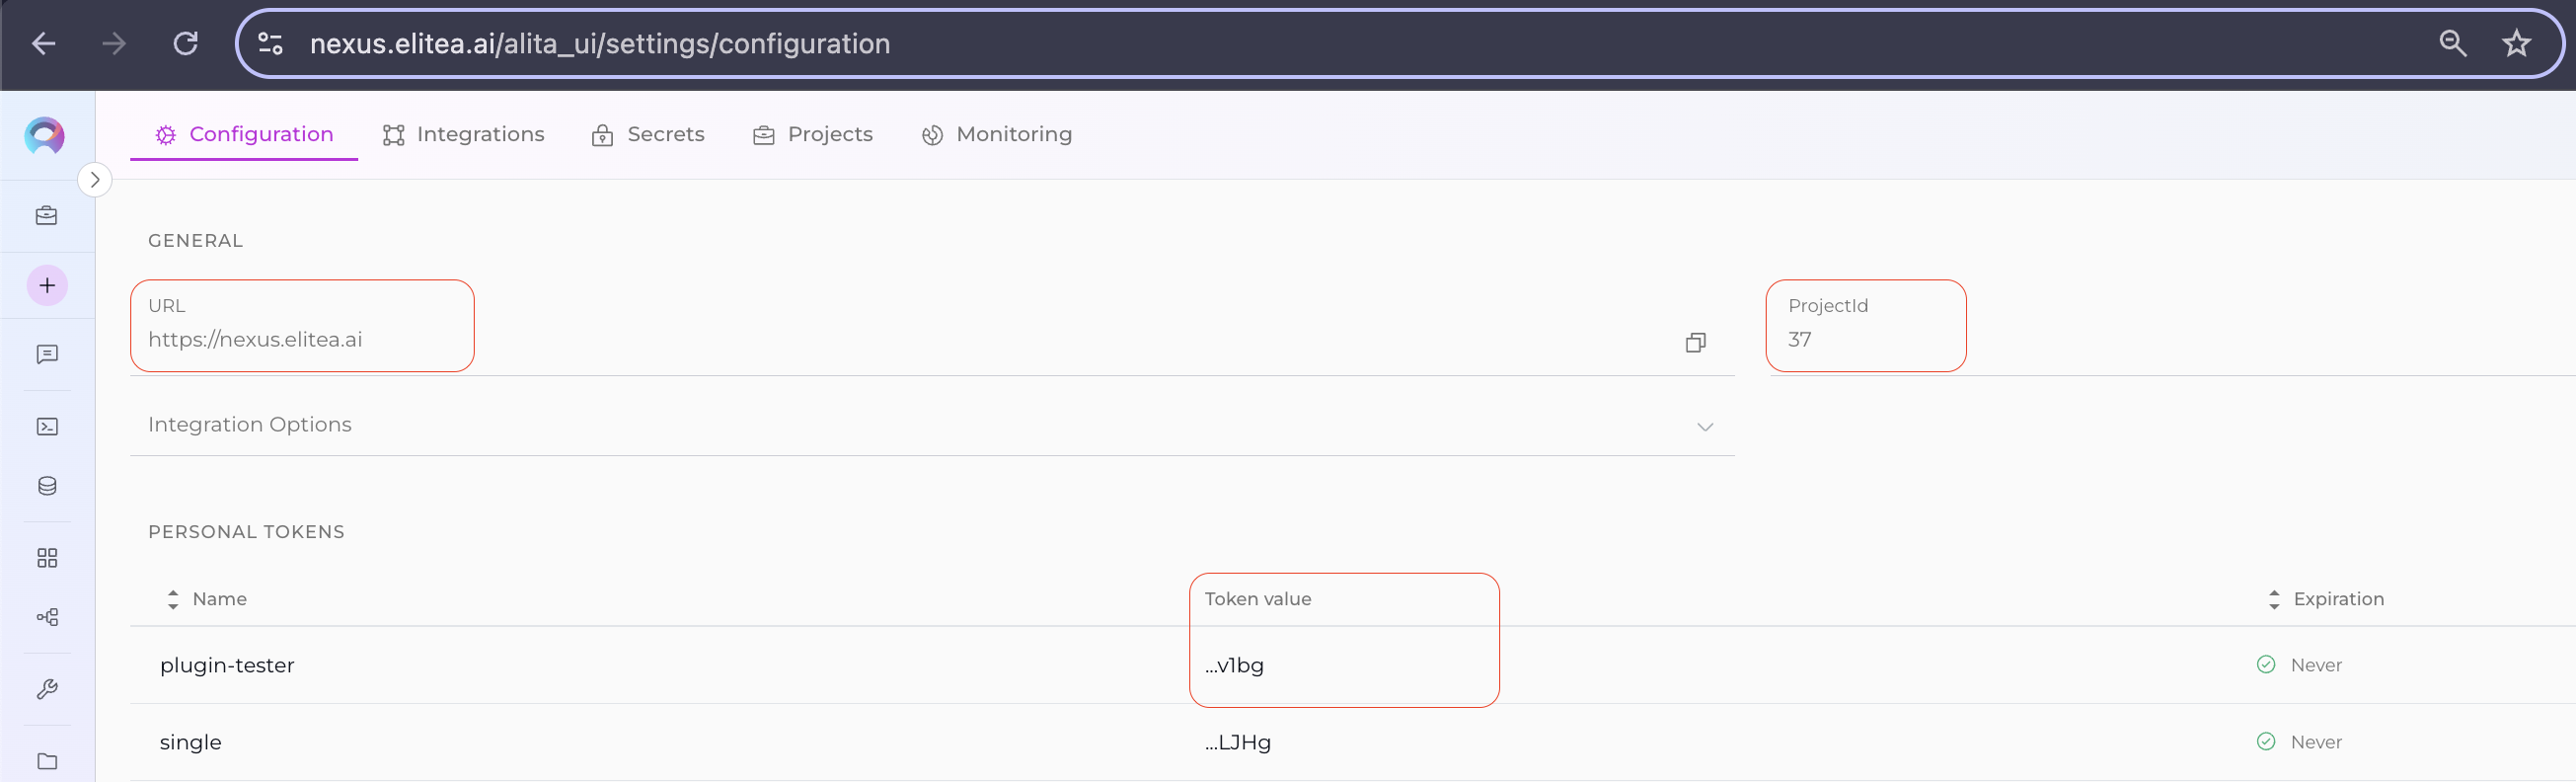 nexus.elitea.ai/alita_ui/settings/configuration
Configuration Integrations Secrets Projects Monitoring
GENERAL
URL ProjectId
https://nexus.elitea.ai 37
Integration Options
PERSONAL TOKENS
Name Token value Expiration
plugin-tester ...v1bg Never
single ...LJHg Never